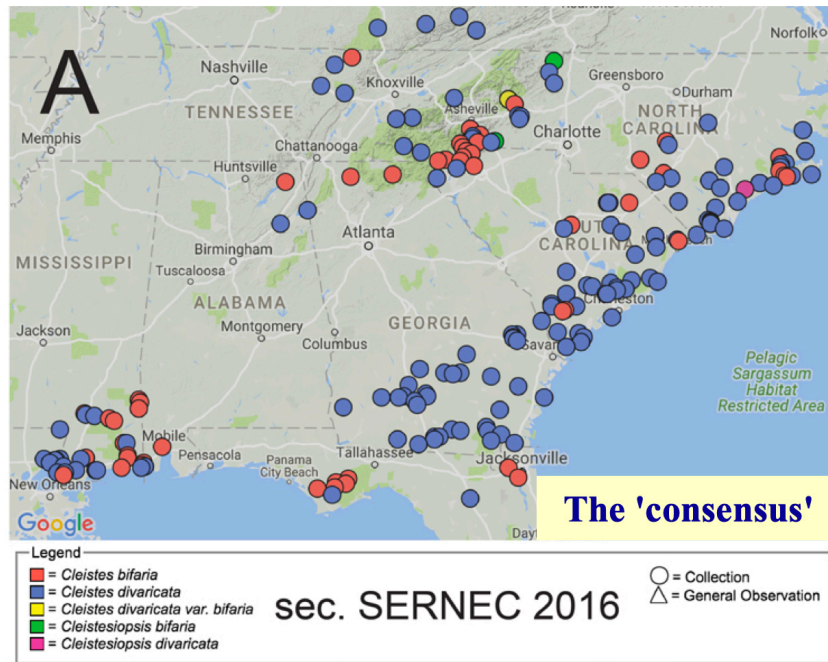 A
Norfolk
Nashville
Knoxville
Greensboro
Durham
TENNESSEE
NORTH
CAROLINA
Asheville
Memphis
Charlotte
Chattanooga
Huntsville
Atlanta
CAROLINA
MISSISSIPPI
Birmingham
Tuscaloosa
ALABAMA
Charleston
GEORGIA
Jackson
Montgomery
Columbus
Pelagic
Sargassum
Habitat
Restricted Area
Mobile
Pensacola
Tallahassee
Panama
City Beach
Jacksonville
New Orleans
Google
The 'consensus'
Legend
= Cleistes bifaria
= Cleistes divaricata
= Cleistes divaricata var. bifaria
= Cleistesiopsis bifaria
= Cleistesiopsis divaricata
sec. SERNEC 2016
= Collection
= General Observation